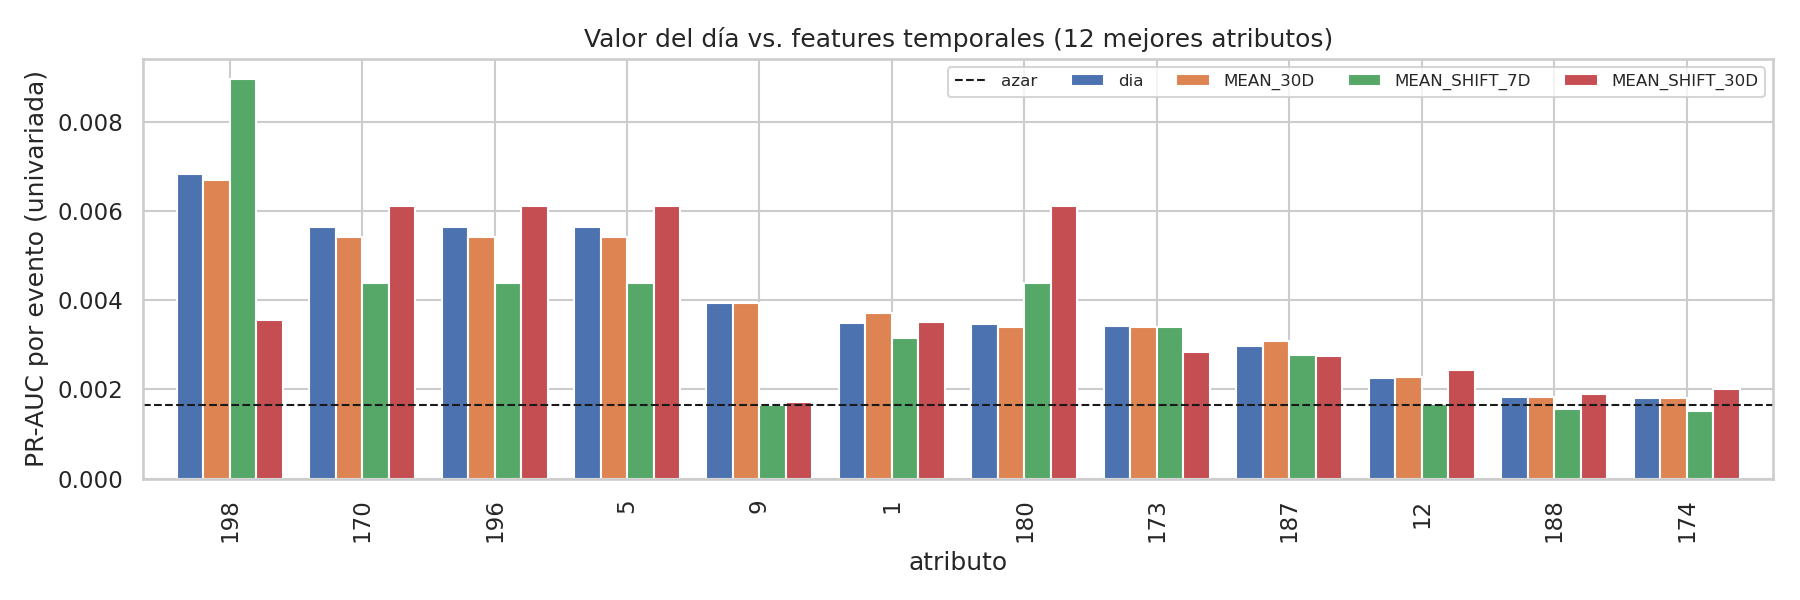 Valor del día vs. features temporales (12 mejores atributos)
azar dia MEAN_30D MEAN_SHIFT_7D MEAN_SHIFT_30D
PR-AUC por evento (univariada)
0.008
0.006
0.004
0.002
0.000
198 170 196 5 9 1 180 173 187 12 188 174
atributo